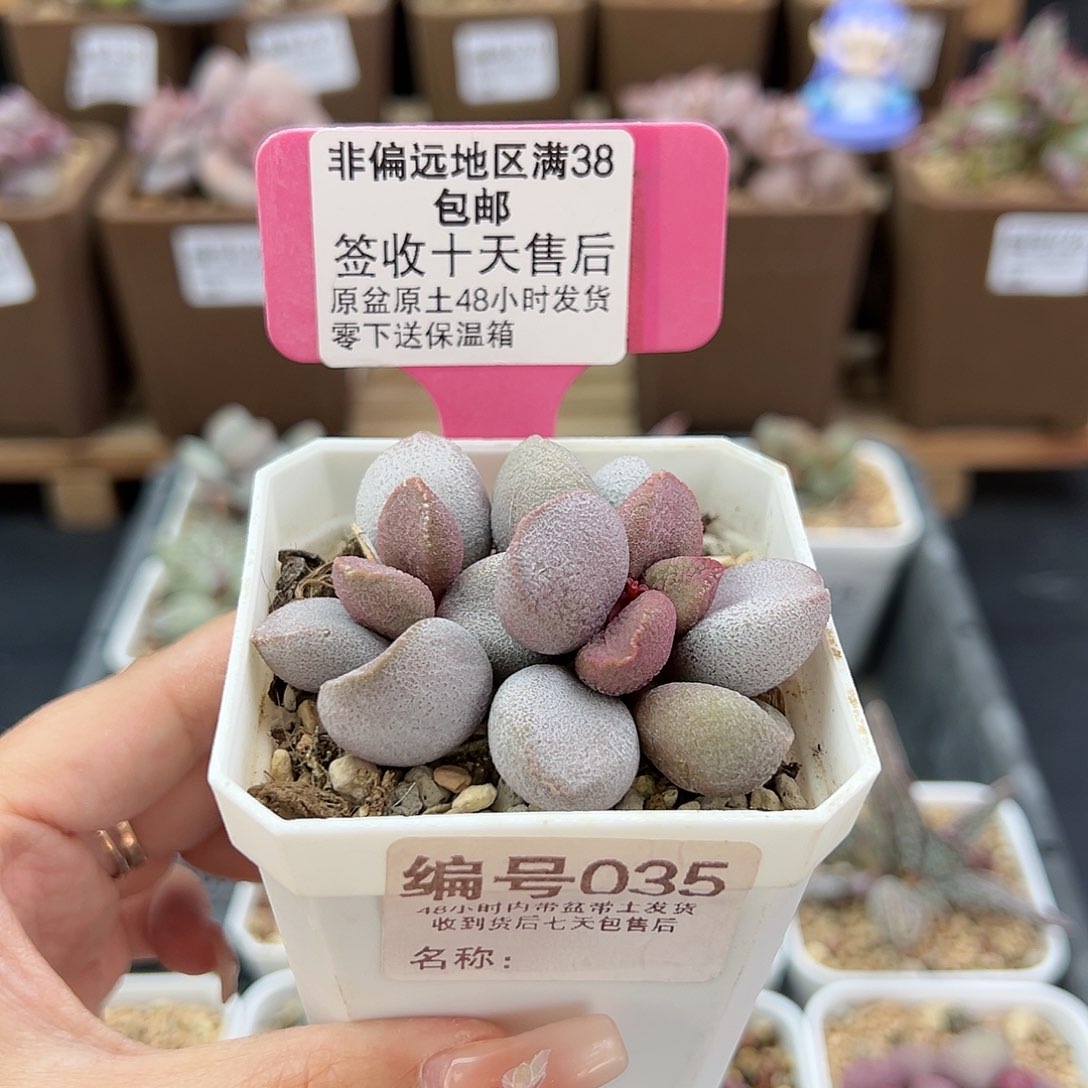 非偏远地区满38
包邮
签收十天售后
原盆原土48小时发货
零下送保温箱
编号035
48小时内带盆带土发货
收到货后七天包售后
名称：